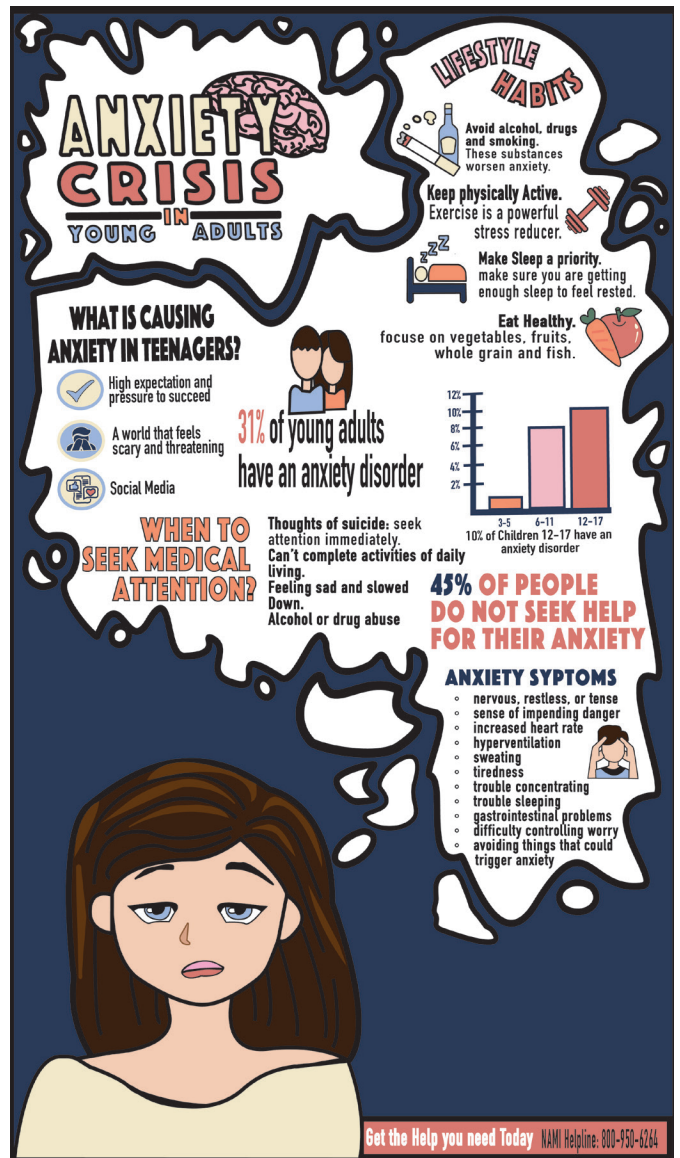 ANXIETY
CRISIS
IN
YOUNG ADULTS
LIFESTYLE
HABITS
Avoid alcohol, drugs
and smoking.
These substances
worsen anxiety.
Keep physically Active.
Exercise is a powerful
stress reducer.
zzZZ
Make Sleep a priority.
make sure you are getting
enough sleep to feel rested.
Eat Healthy.
focus on vegetables, fruits,
whole grain and fish.
WHAT IS CAUSING
ANXIETY IN TEENAGERS?
High expectation and
pressure to succeed
A world that feels
scary and threatening
Social Media
31% of young adults
have an anxiety disorder
12%
10%
8%
6%
4%
2%
3-5 6-11 12-17
10% of Children 12-17 have an
anxiety disorder
WHEN TO
SEEK MEDICAL
ATTENTION?
Thoughts of suicide: seek
attention immediately.
Can't complete activities of daily
living.
Feeling sad and slowed
Down.
Alcohol or drug abuse
45% OF PEOPLE
DO NOT SEEK HELP
FOR THEIR ANXIETY
ANXIETY SYPTOMS
nervous, restless, or tense
sense of impending danger
increased heart rate
hyperventilation
sweating
tiredness
trouble concentrating
trouble sleeping
gastrointestinal problems
difficulty controlling worry
avoiding things that could
trigger anxiety
Get the Help you need Today NAMI Helpline: 800-950-6264